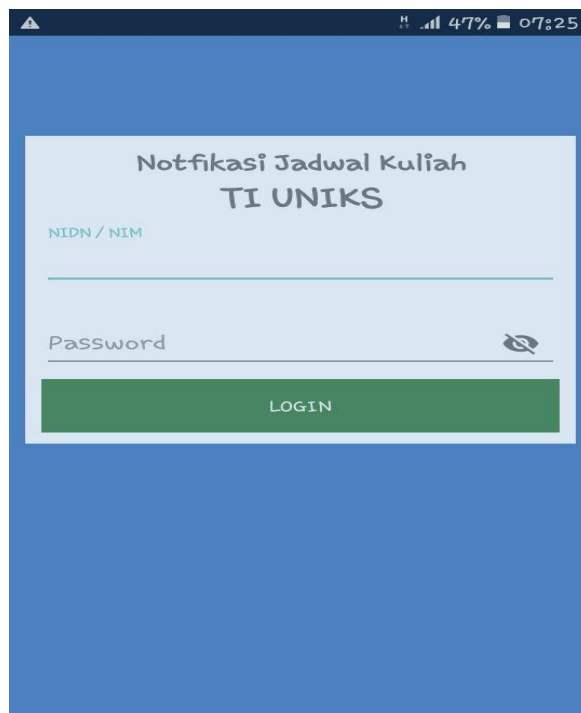 H 47% 07:25
Notfikasi Jadwal Kuliah
TI UNIKS
NIDN / NIM
Password
LOGIN